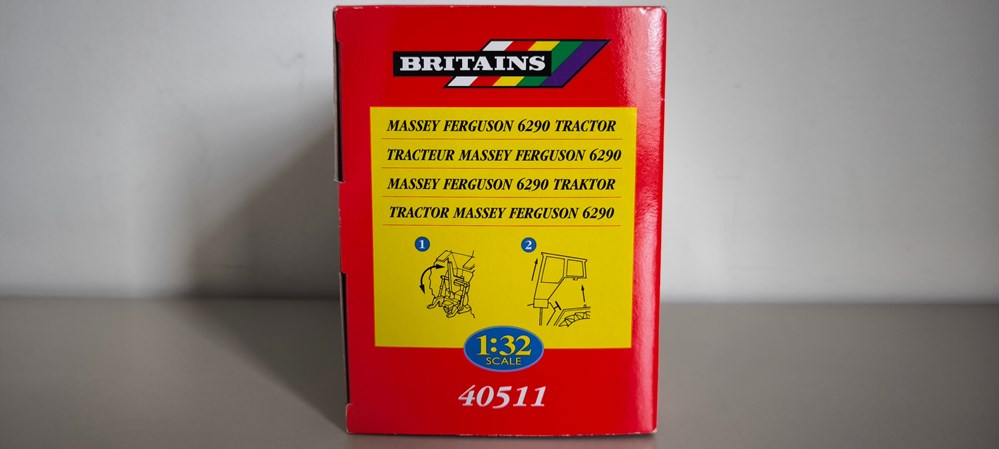 BRITAINS
MASSEY FERGUSON 6290 TRACTOR
TRACTEUR MASSEY FERGUSON 6290
MASSEY FERGUSON 6290 TRAKTOR
TRACTOR MASSEY FERGUSON 6290
1 2
1:32
SCALE
40511